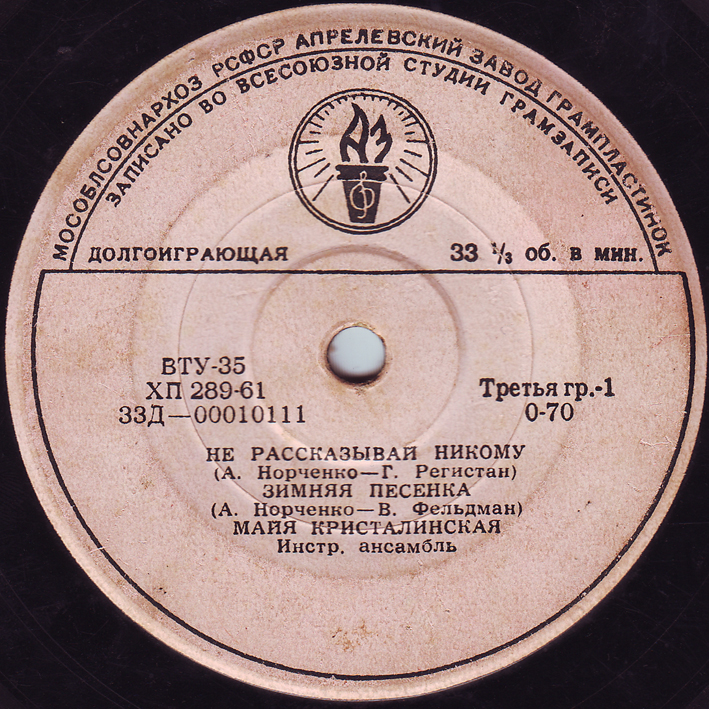 МОСОБЛСОВНАРХОЗ РСФСР АПРЕЛЕВСКИЙ ЗАВОД ГРАМПЛАСТИНОК
ЗАПИСАНО ВО ВСЕСОЮЗНОЙ СТУДИИ ГРАМЗАПИСИ
АЗ
ДОЛГОИГРАЮЩАЯ 33 ⅓ об. в мин.
ВТУ-35
ХП 289-61 Третья гр.-1
33Д—00010111 0-70
НЕ РАССКАЗЫВАЙ НИКОМУ
(А. Норченко—Г. Регистан)
ЗИМНЯЯ ПЕСЕНКА
(А. Норченко—В. Фельдман)
МАЙЯ КРИСТАЛИНСКАЯ
Инстр. ансамбль